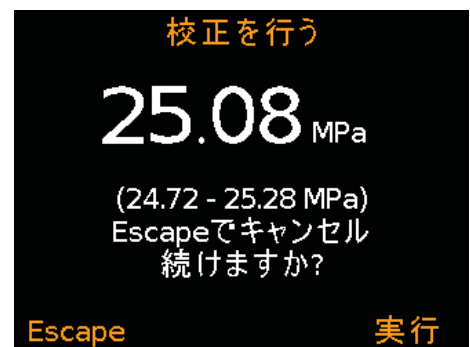 校正を行う
25.08 MPa
(24.72 - 25.28 MPa)
Escapeでキャンセル
続けますか?
Escape 実行